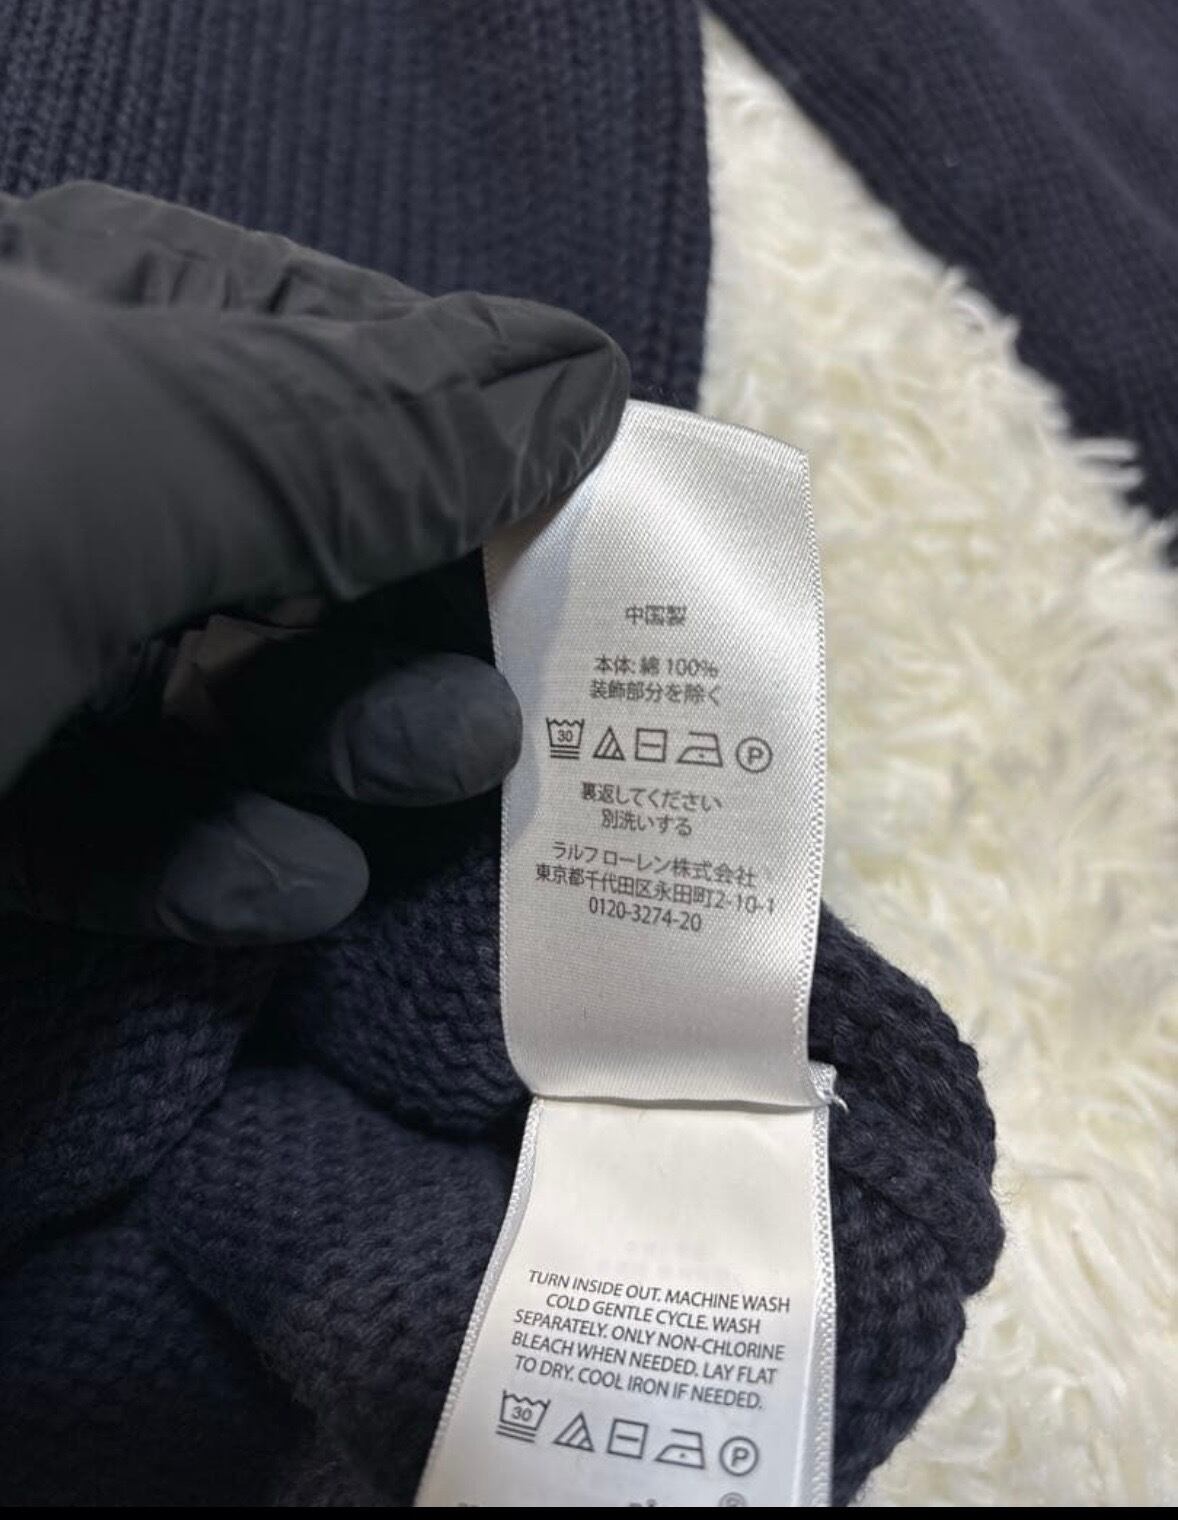 中国製
本体: 綿 100%
装飾部分を除く
30
P
裏返してください
別洗いする
ラルフ ローレン株式会社
東京都千代田区永田町2-10-1
0120-3274-20
TURN INSIDE OUT. MACHINE WASH
COLD GENTLE CYCLE. WASH
SEPARATELY. ONLY NON-CHLORINE
BLEACH WHEN NEEDED. LAY FLAT
TO DRY. COOL IRON IF NEEDED.
30
P